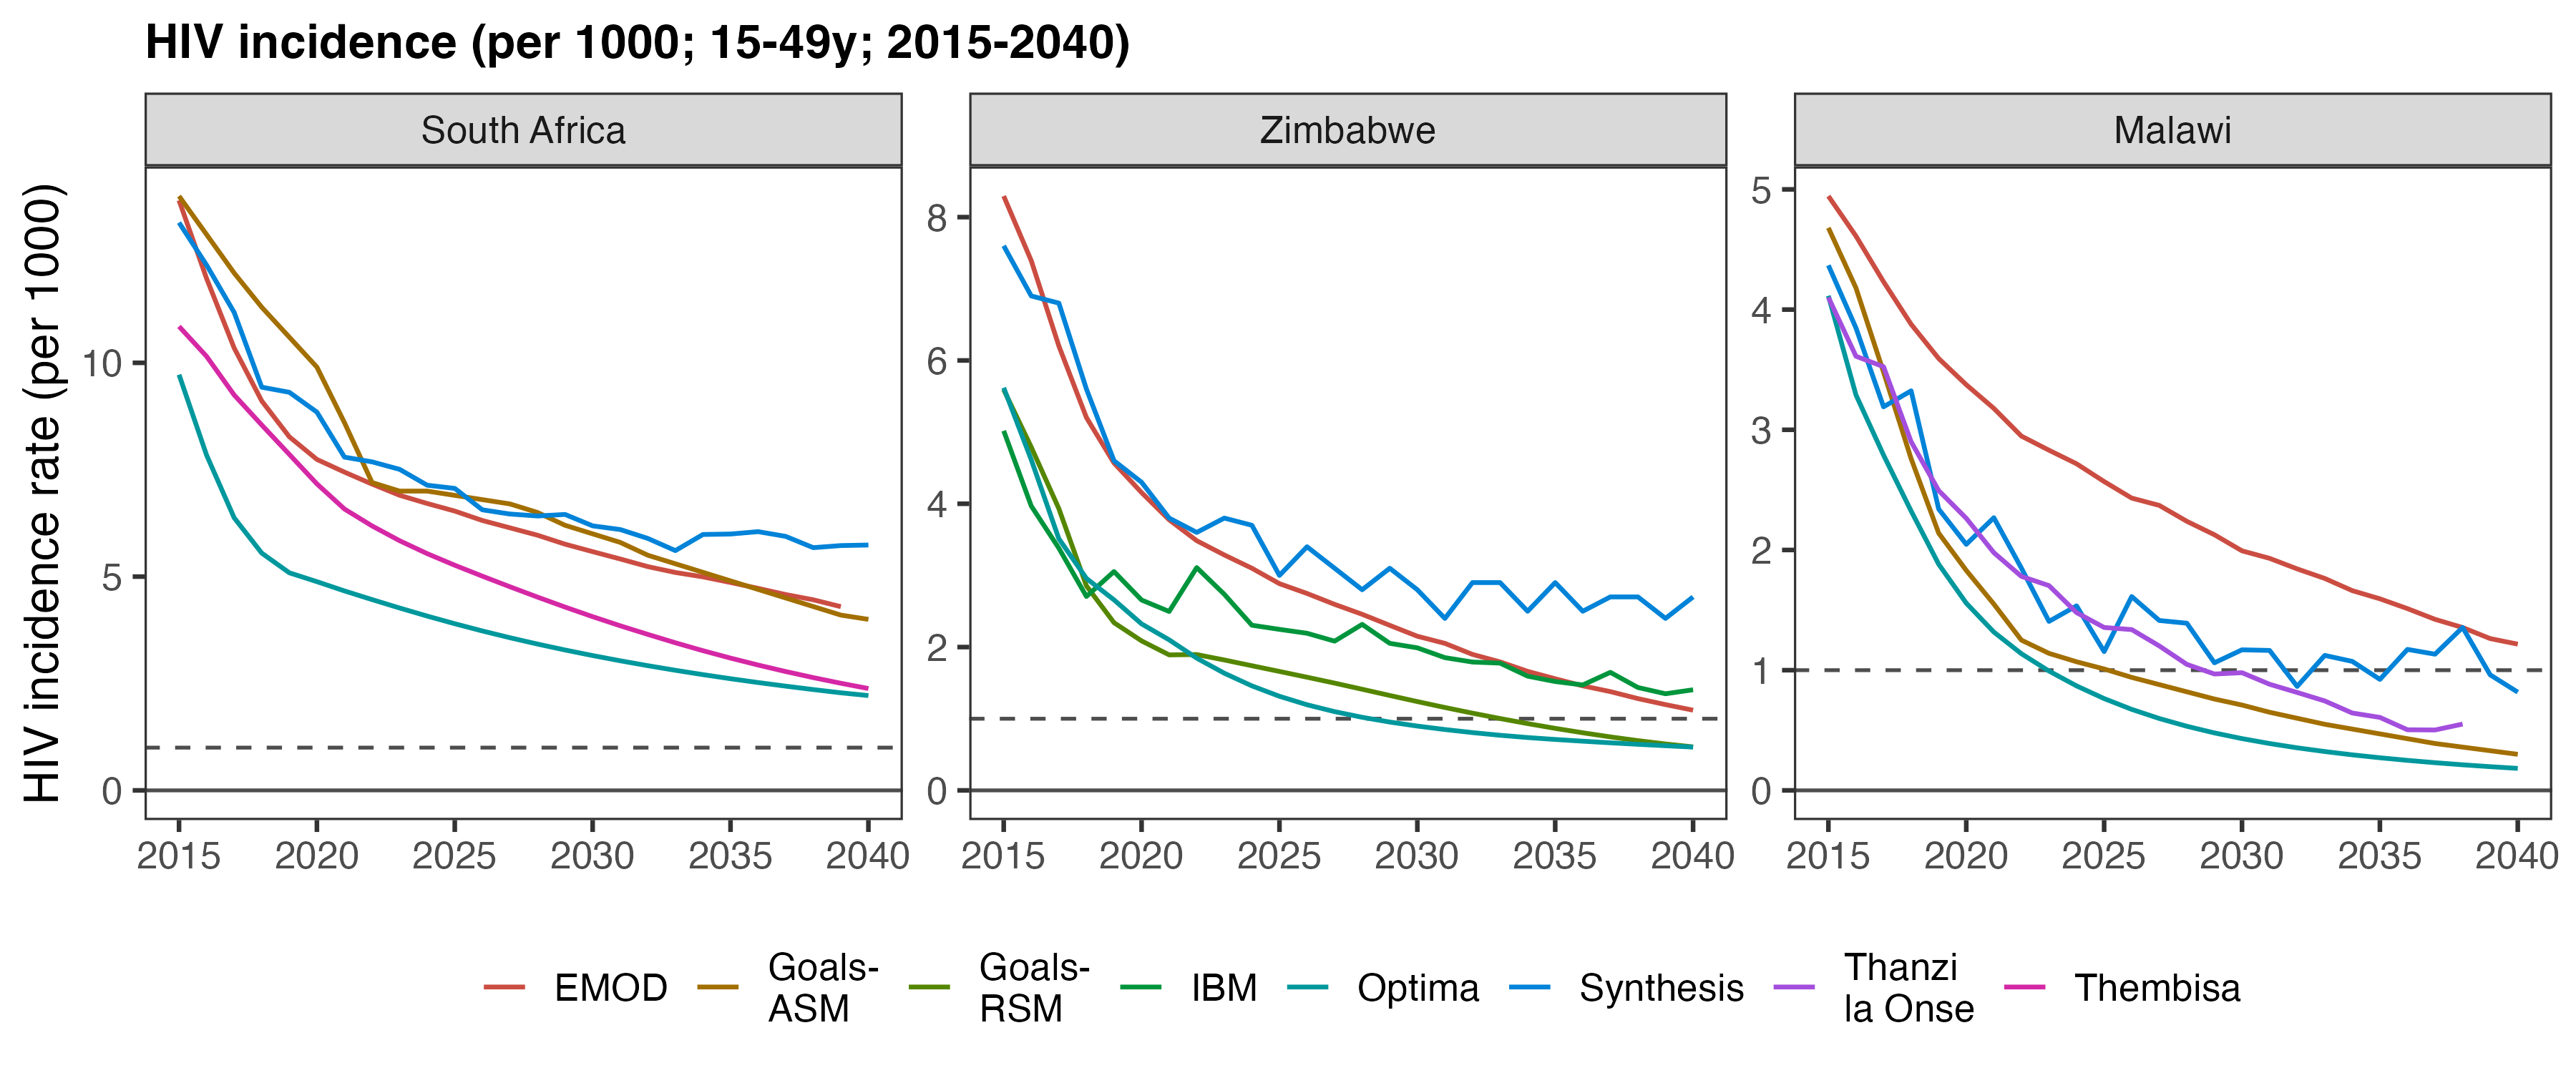 HIV incidence (per 1000; 15-49y; 2015-2040)
HIV incidence rate (per 1000)
South Africa
10
5
0
2015 2020 2025 2030 2035 2040
Zimbabwe
8
6
4
2
0
2015 2020 2025 2030 2035 2040
Malawi
5
4
3
2
1
0
2015 2020 2025 2030 2035 2040
EMOD
Goals-
ASM
Goals-
RSM
IBM
Optima
Synthesis
Thanzi
la Onse
Thembisa